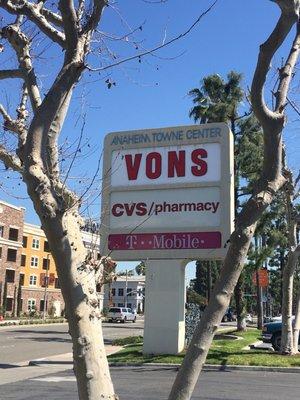 ANAHEIM TOWNE CENTER
VONS
CVS/pharmacy
T··Mobile·